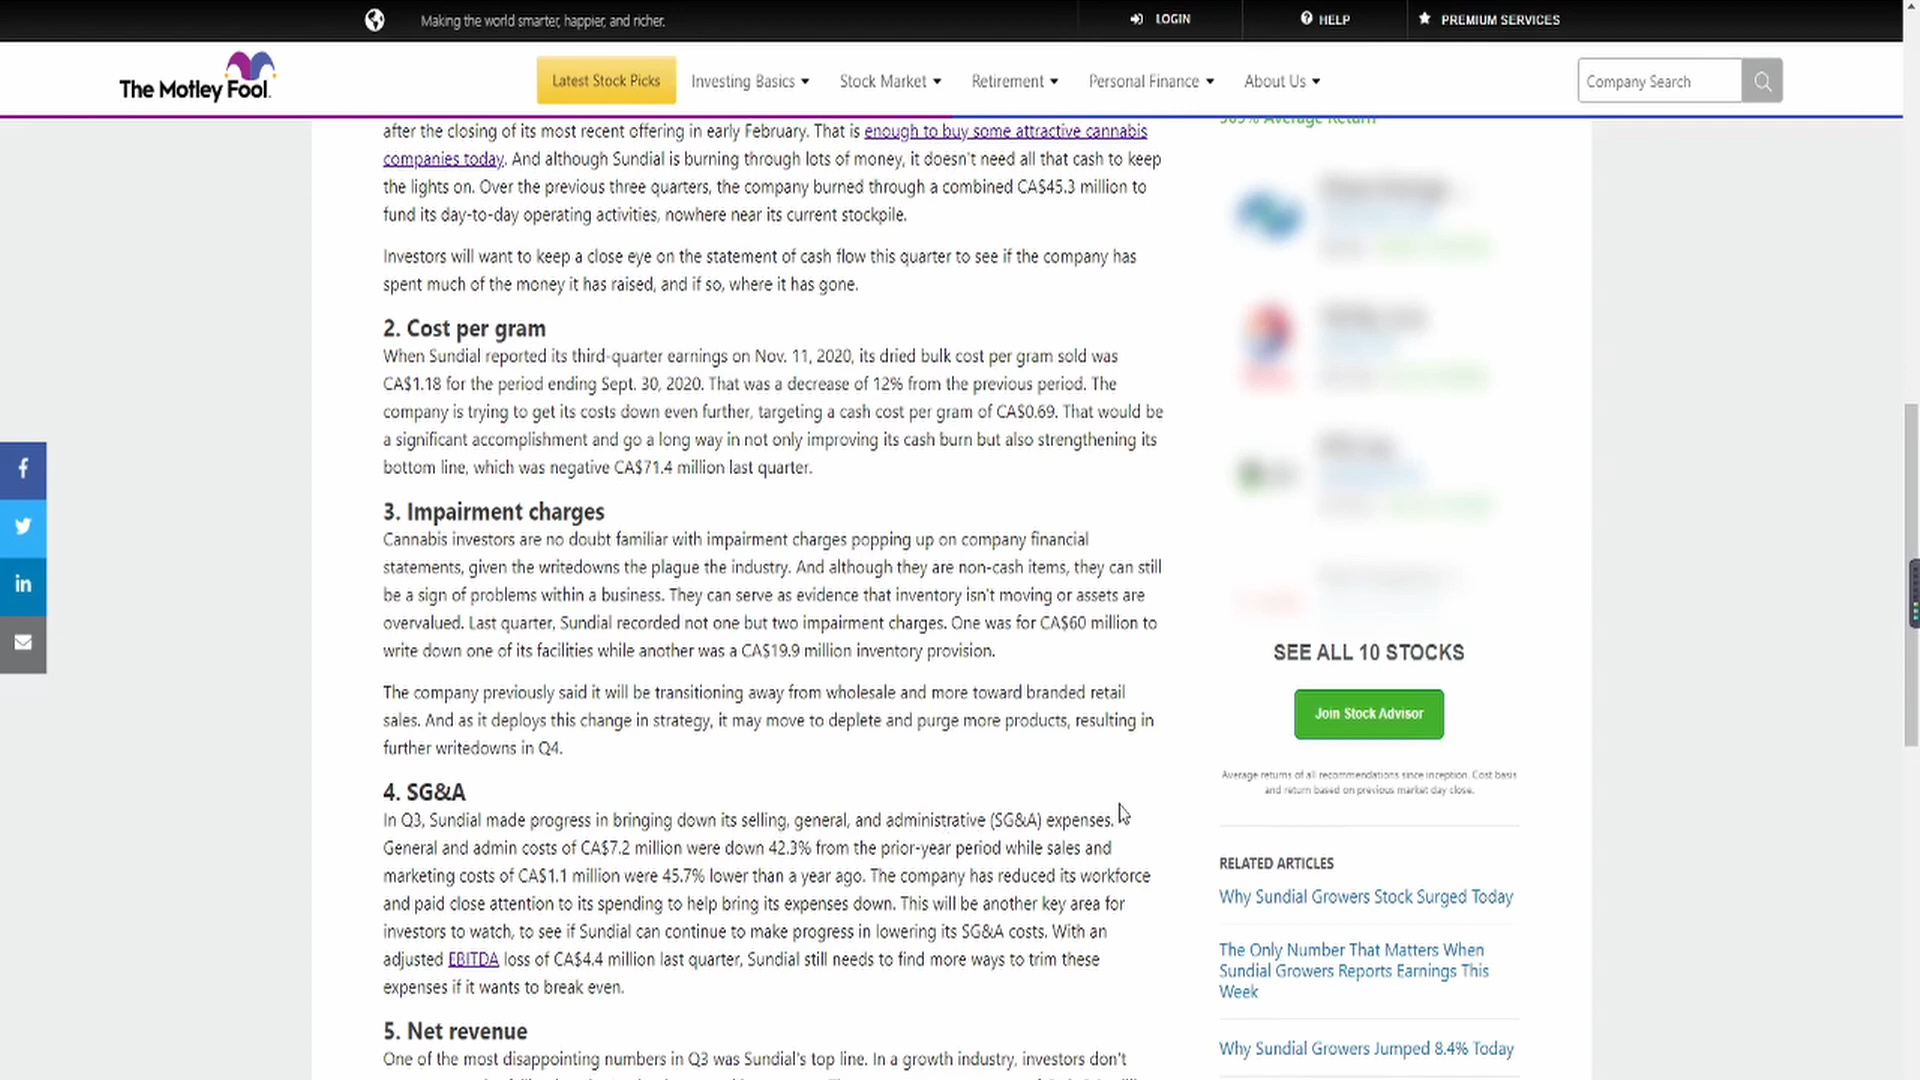 Making the world smarter, happier, and richer.
LOGIN
HELP
PREMIUM SERVICES
The Motley Fool.
Latest Stock Picks
Investing Basics
Stock Market
Retirement
Personal Finance
About Us
Company Search
after the closing of its most recent offering in early February. That is enough to buy some attractive cannabis
companies today. And although Sundial is burning through lots of money, it doesn't need all that cash to keep
the lights on. Over the previous three quarters, the company burned through a combined CA$45.3 million to
fund its day-to-day operating activities, nowhere near its current stockpile.
Investors will want to keep a close eye on the statement of cash flow this quarter to see if the company has
spent much of the money it has raised, and if so, where it has gone.
2. Cost per gram
When Sundial reported its third-quarter earnings on Nov. 11, 2020, its dried bulk cost per gram sold was
CA$1.18 for the period ending Sept. 30, 2020. That was a decrease of 12% from the previous period. The
company is trying to get its costs down even further, targeting a cash cost per gram of CA$0.69. That would be
a significant accomplishment and go a long way in not only improving its cash burn but also strengthening its
bottom line, which was negative CA$71.4 million last quarter.
3. Impairment charges
Cannabis investors are no doubt familiar with impairment charges popping up on company financial
statements, given the writedowns the plague the industry. And although they are non-cash items, they can still
be a sign of problems within a business. They can serve as evidence that inventory isn't moving or assets are
overvalued. Last quarter, Sundial recorded not one but two impairment charges. One was for CA$60 million to
write down one of its facilities while another was a CA$19.9 million inventory provision.
The company previously said it will be transitioning away from wholesale and more toward branded retail
sales. And as it deploys this change in strategy, it may move to deplete and purge more products, resulting in
further writedowns in Q4.
4. SG&A
In Q3, Sundial made progress in bringing down its selling, general, and administrative (SG&A) expenses.
General and admin costs of CA$7.2 million were down 42.3% from the prior-year period while sales and
marketing costs of CA$1.1 million were 45.7% lower than a year ago. The company has reduced its workforce
and paid close attention to its spending to help bring its expenses down. This will be another key area for
investors to watch, to see if Sundial can continue to make progress in lowering its SG&A costs. With an
adjusted EBITDA loss of CA$4.4 million last quarter, Sundial still needs to find more ways to trim these
expenses if it wants to break even.
5. Net revenue
One of the most disappointing numbers in Q3 was Sundial's top line. In a growth industry, investors don't
Average Return
SEE ALL 10 STOCKS
Join Stock Advisor
Average returns of all recommendations since inception. Cost basis
and return based on previous market day close.
RELATED ARTICLES
Why Sundial Growers Stock Surged Today
The Only Number That Matters When
Sundial Growers Reports Earnings This
Week
Why Sundial Growers Jumped 8.4% Today